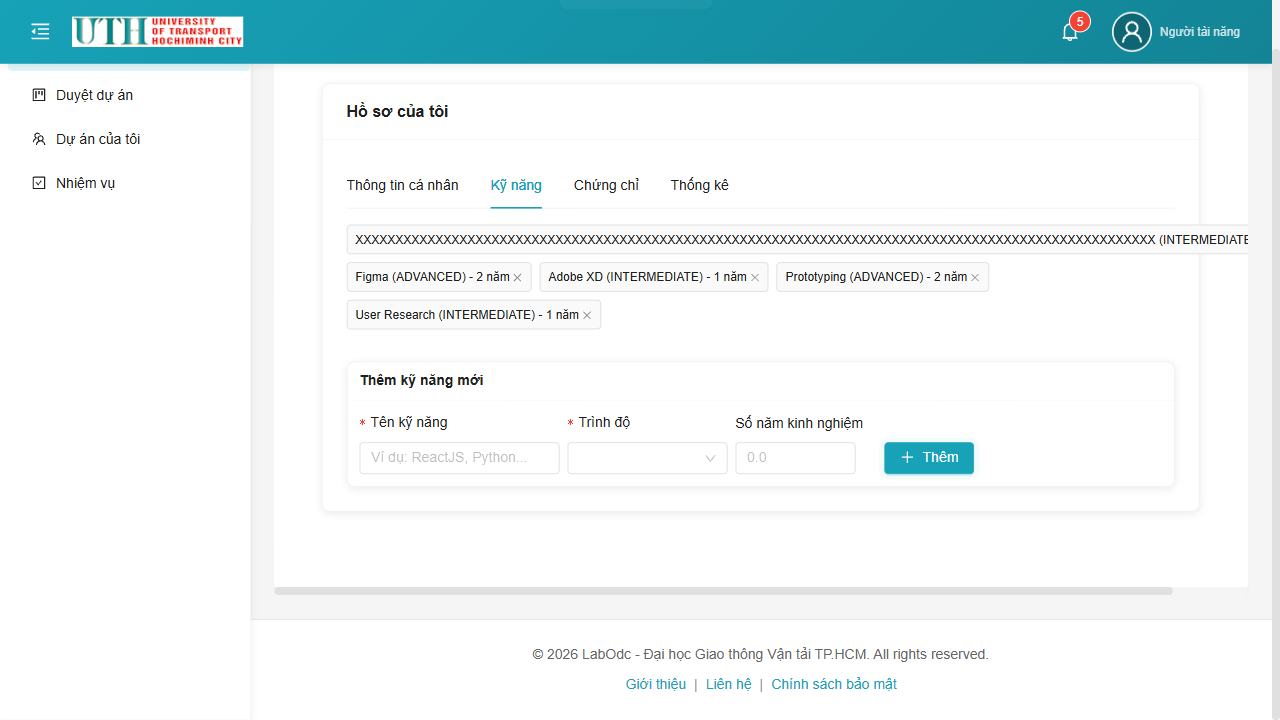 UTH UNIVERSITY
OF TRANSPORT
HOCHIMINH CITY
5
Người tài năng
Duyệt dự án
Dự án của tôi
Nhiệm vụ
Hồ sơ của tôi
Thông tin cá nhân
Kỹ năng
Chứng chỉ
Thống kê
XXXXXXXXXXXXXXXXXXXXXXXXXXXXXXXXXXXXXXXXXXXXXXXXXXXXXXXXXXXXXXXXXXXXXXXXXXXXXXXXXXXXXXXXXXXXXXXXXXXX (INTERMEDIATE
Figma (ADVANCED) - 2 năm
Adobe XD (INTERMEDIATE) - 1 năm
Prototyping (ADVANCED) - 2 năm
User Research (INTERMEDIATE) - 1 năm
Thêm kỹ năng mới
* Tên kỹ năng
* Trình độ
Số năm kinh nghiệm
Ví dụ: ReactJS, Python...
0.0
Thêm
© 2026 LabOdc - Đại học Giao thông Vận tải TP.HCM. All rights reserved.
Giới thiệu | Liên hệ | Chính sách bảo mật